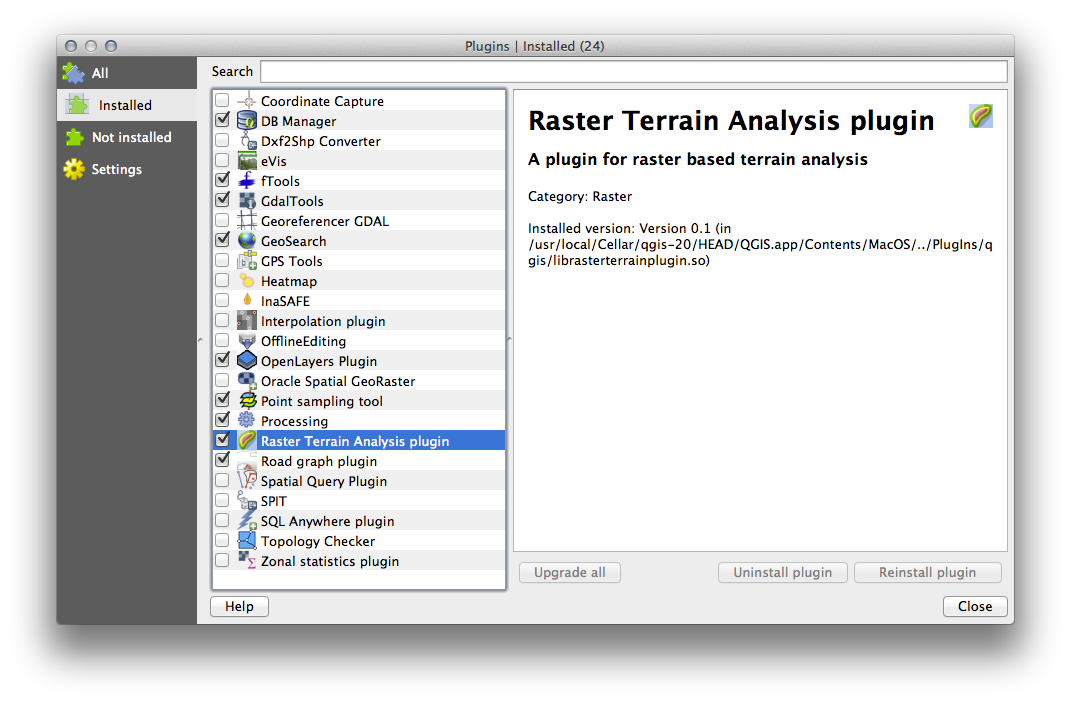 Plugins | Installed (24)
All
Installed
Not installed
Settings
Search
Coordinate Capture
DB Manager
Dxf2Shp Converter
eVis
fTools
GdalTools
Georeferencer GDAL
GeoSearch
GPS Tools
Heatmap
InaSAFE
Interpolation plugin
OfflineEditing
OpenLayers Plugin
Oracle Spatial GeoRaster
Point sampling tool
Processing
Raster Terrain Analysis plugin
Road graph plugin
Spatial Query Plugin
SPIT
SQL Anywhere plugin
Topology Checker
Zonal statistics plugin
Raster Terrain Analysis plugin
A plugin for raster based terrain analysis
Category: Raster
Installed version: Version 0.1 (in
/usr/local/Cellar/qgis-20/HEAD/QGIS.app/Contents/MacOS/../PlugIns/q
gis/librasterterrainplugin.so)
Upgrade all
Uninstall plugin
Reinstall plugin
Help
Close